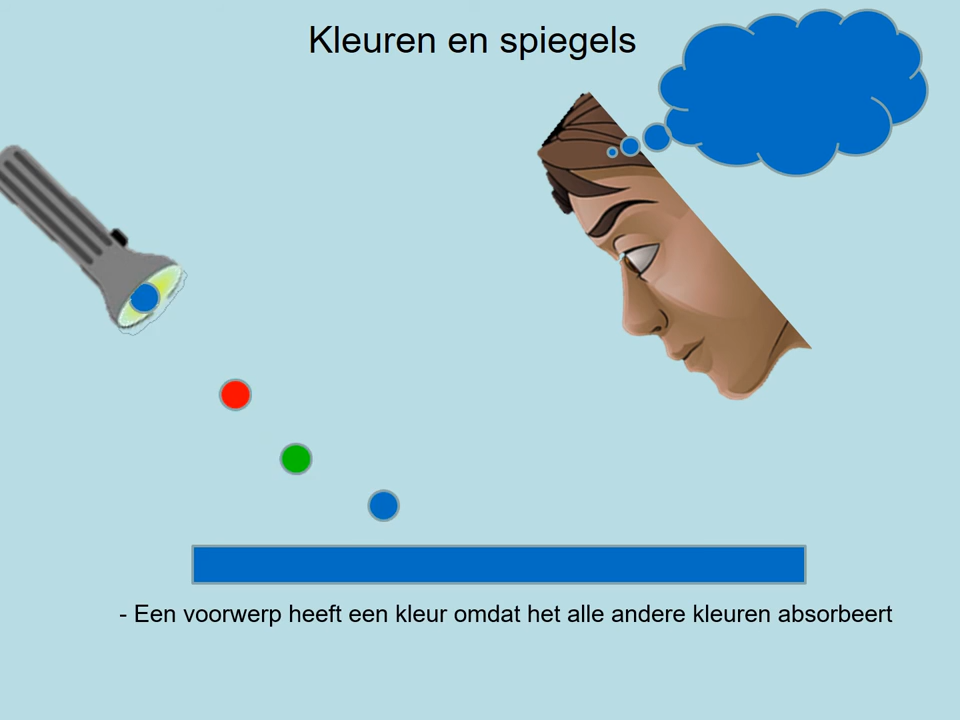 Kleuren en spiegels
- Een voorwerp heeft een kleur omdat het alle andere kleuren absorbeert